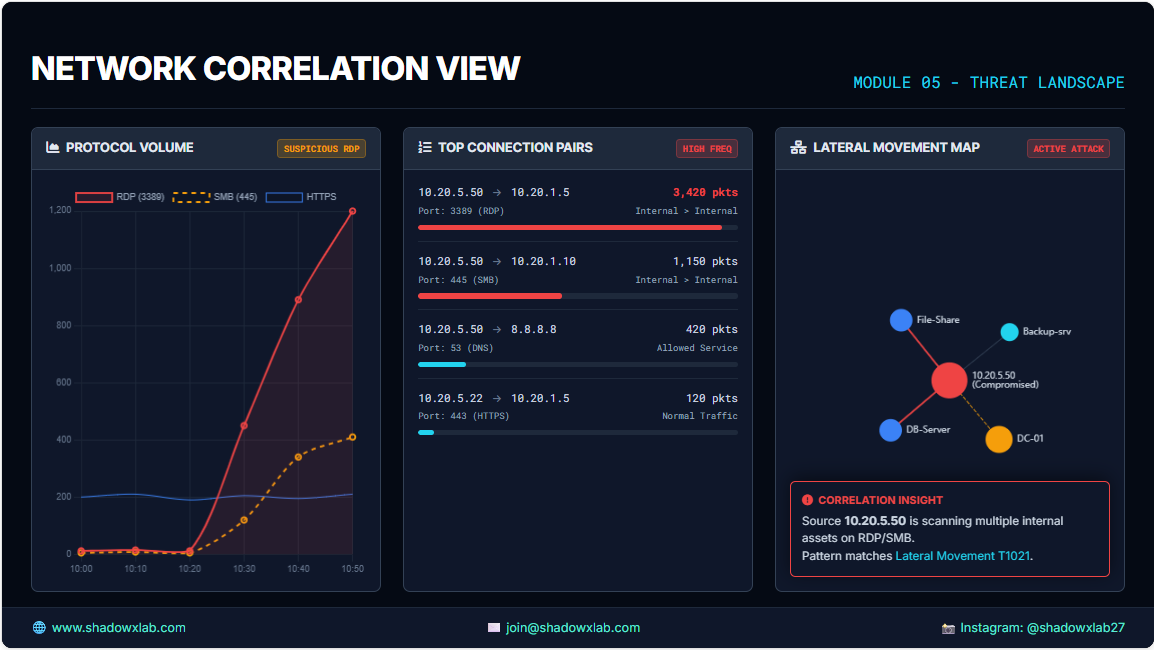 NETWORK CORRELATION VIEW
MODULE 05 - THREAT LANDSCAPE
PROTOCOL VOLUME
SUSPICIOUS RDP
RDP (3389) SMB (445) HTTPS
1,200
1,000
800
600
400
200
0
10:00 10:10 10:20 10:30 10:40 10:50
TOP CONNECTION PAIRS
HIGH FREQ
10.20.5.50 → 10.20.1.5 3,420 pkts
Port: 3389 (RDP) Internal > Internal
10.20.5.50 → 10.20.1.10 1,150 pkts
Port: 445 (SMB) Internal > Internal
10.20.5.50 → 8.8.8.8 420 pkts
Port: 53 (DNS) Allowed Service
10.20.5.22 → 10.20.1.5 120 pkts
Port: 443 (HTTPS) Normal Traffic
LATERAL MOVEMENT MAP
ACTIVE ATTACK
File-Share
Backup-srv
10.20.5.50
(Compromised)
DB-Server
DC-01
CORRELATION INSIGHT
Source 10.20.5.50 is scanning multiple internal
assets on RDP/SMB.
Pattern matches Lateral Movement T1021.
www.shadowxlab.com
join@shadowxlab.com
Instagram: @shadowxlab27